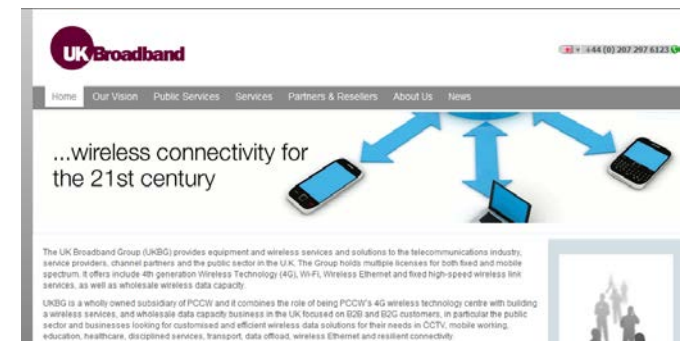 UK Broadband
+44 (0) 207 297 6123
Home Our Vision Public Services Services Partners & Resellers About Us News
...wireless connectivity for
the 21st century
The UK Broadband Group (UKBG) provides equipment and wireless services and solutions to the telecommunications industry,
service providers, channel partners and the public sector in the U.K. The Group holds multiple licenses for both fixed and mobile
spectrum. It offers include 4th generation Wireless Technology (4G), Wi-Fi, Wireless Ethernet and fixed high-speed wireless link
services, as well as wholesale wireless data capacity.
UKBG is a wholly owned subsidiary of PCCW and it combines the role of being PCCW's 4G wireless technology centre with building
a wireless services, and wholesale data capacity business in the UK focused on B2B and B2G customers, in particular the public
sector and businesses looking for customised and efficient wireless data solutions for their needs in CCTV, mobile working,
education, healthcare, disciplined services, transport, data offload, wireless Ethernet and resilient connectivity.